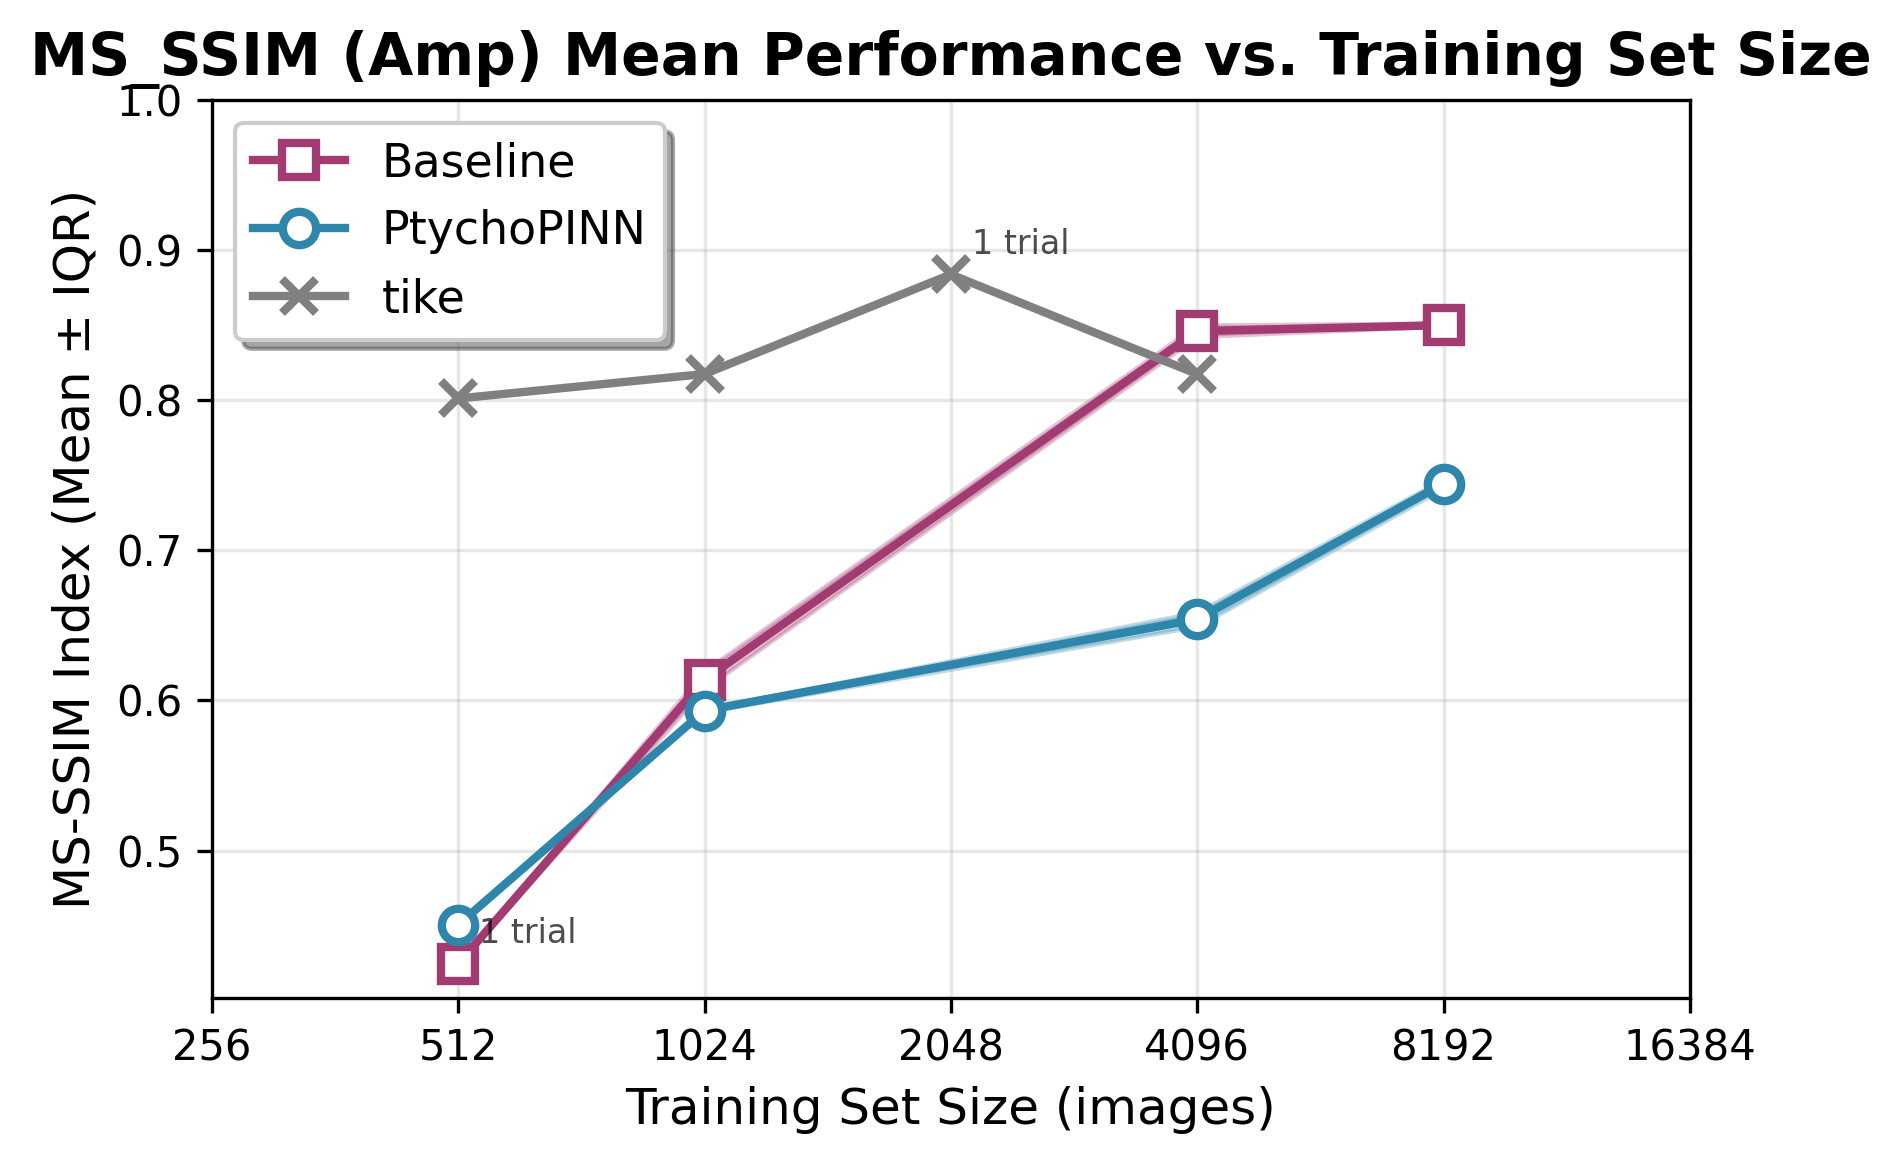 MS_SSIM (Amp) Mean Performance vs. Training Set Size
MS-SSIM Index (Mean ± IQR)
1.0
0.9
0.8
0.7
0.6
0.5
Baseline
PtychoPINN
tike
1 trial
1 trial
256 512 1024 2048 4096 8192 16384
Training Set Size (images)